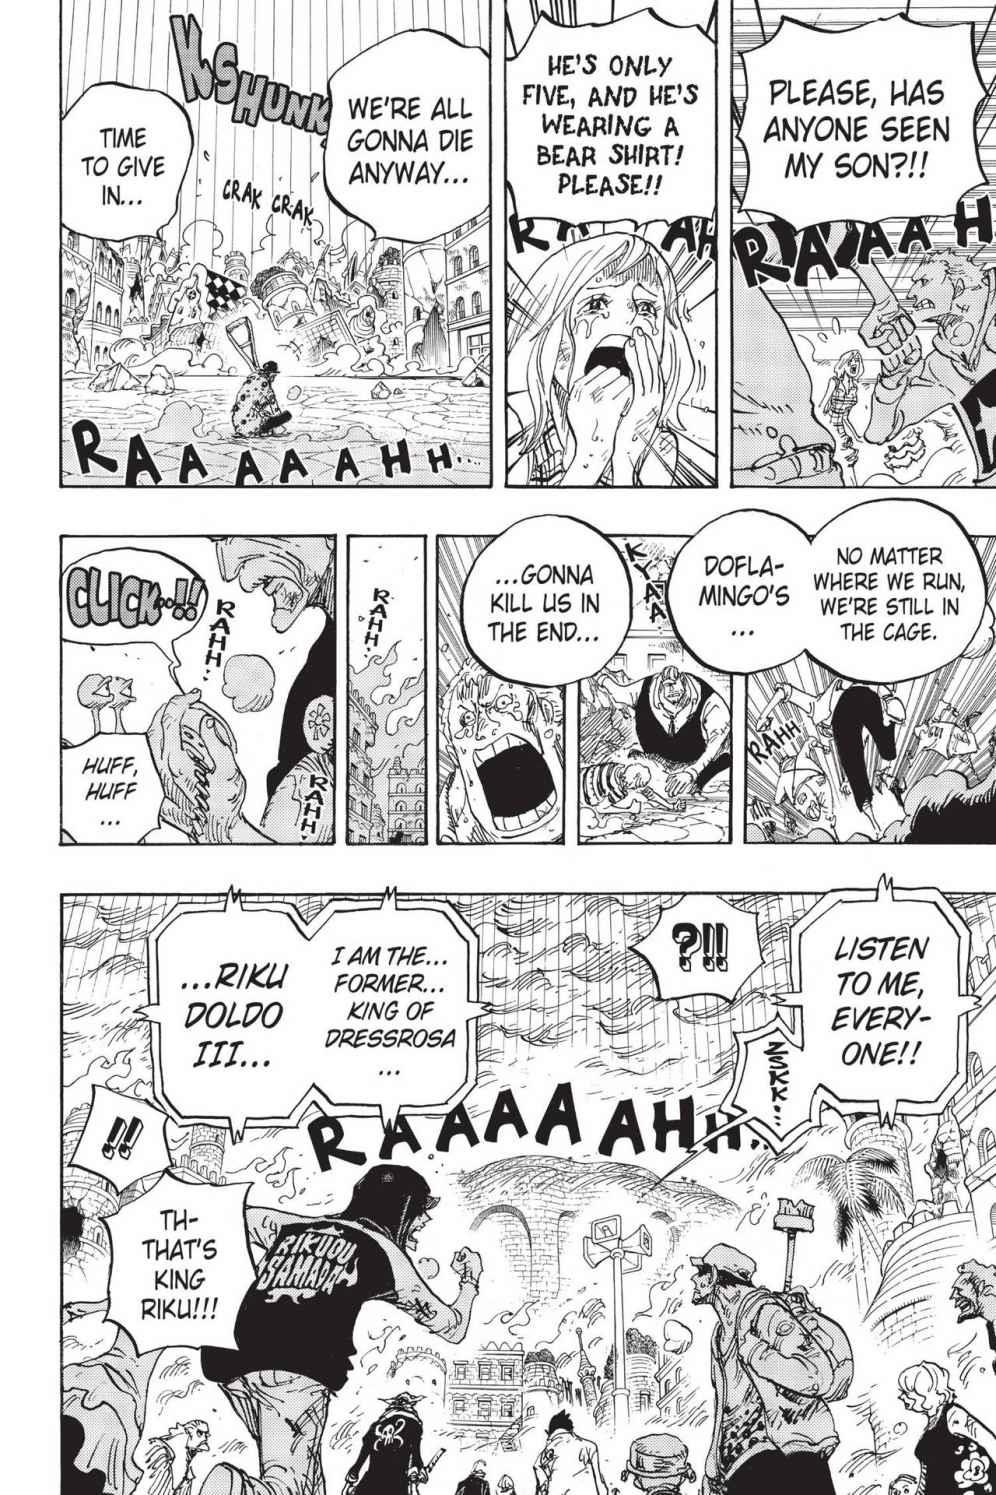 PLEASE, HAS
ANYONE SEEN
MY SON?!!
RAAAAH
HE'S ONLY
FIVE, AND HE'S
WEARING A
BEAR SHIRT!
PLEASE!!
KSHUNK
WE'RE ALL
GONNA DIE
ANYWAY...
TIME
TO GIVE
IN...
CRAK CRAK
RAAAAAAHH....
NO MATTER
WHERE WE RUN,
WE'RE STILL IN
THE CAGE.
RAHH
DOFLA-
MINGO'S
...
...GONNA
KILL US IN
THE END...
RAHH..
RAHH..
CLICK..!!
RAHH
HUFF,
HUFF
...
LISTEN
TO ME,
EVERY-
ONE!!
ZSKK...
?!!
I AM THE...
FORMER...
KING OF
DRESSROSA
...
...RIKU
DOLDO
III...
RAAAAAHH..
!!
TH-
THAT'S
KING
RIKU!!!
RIKUOU
SAMADA